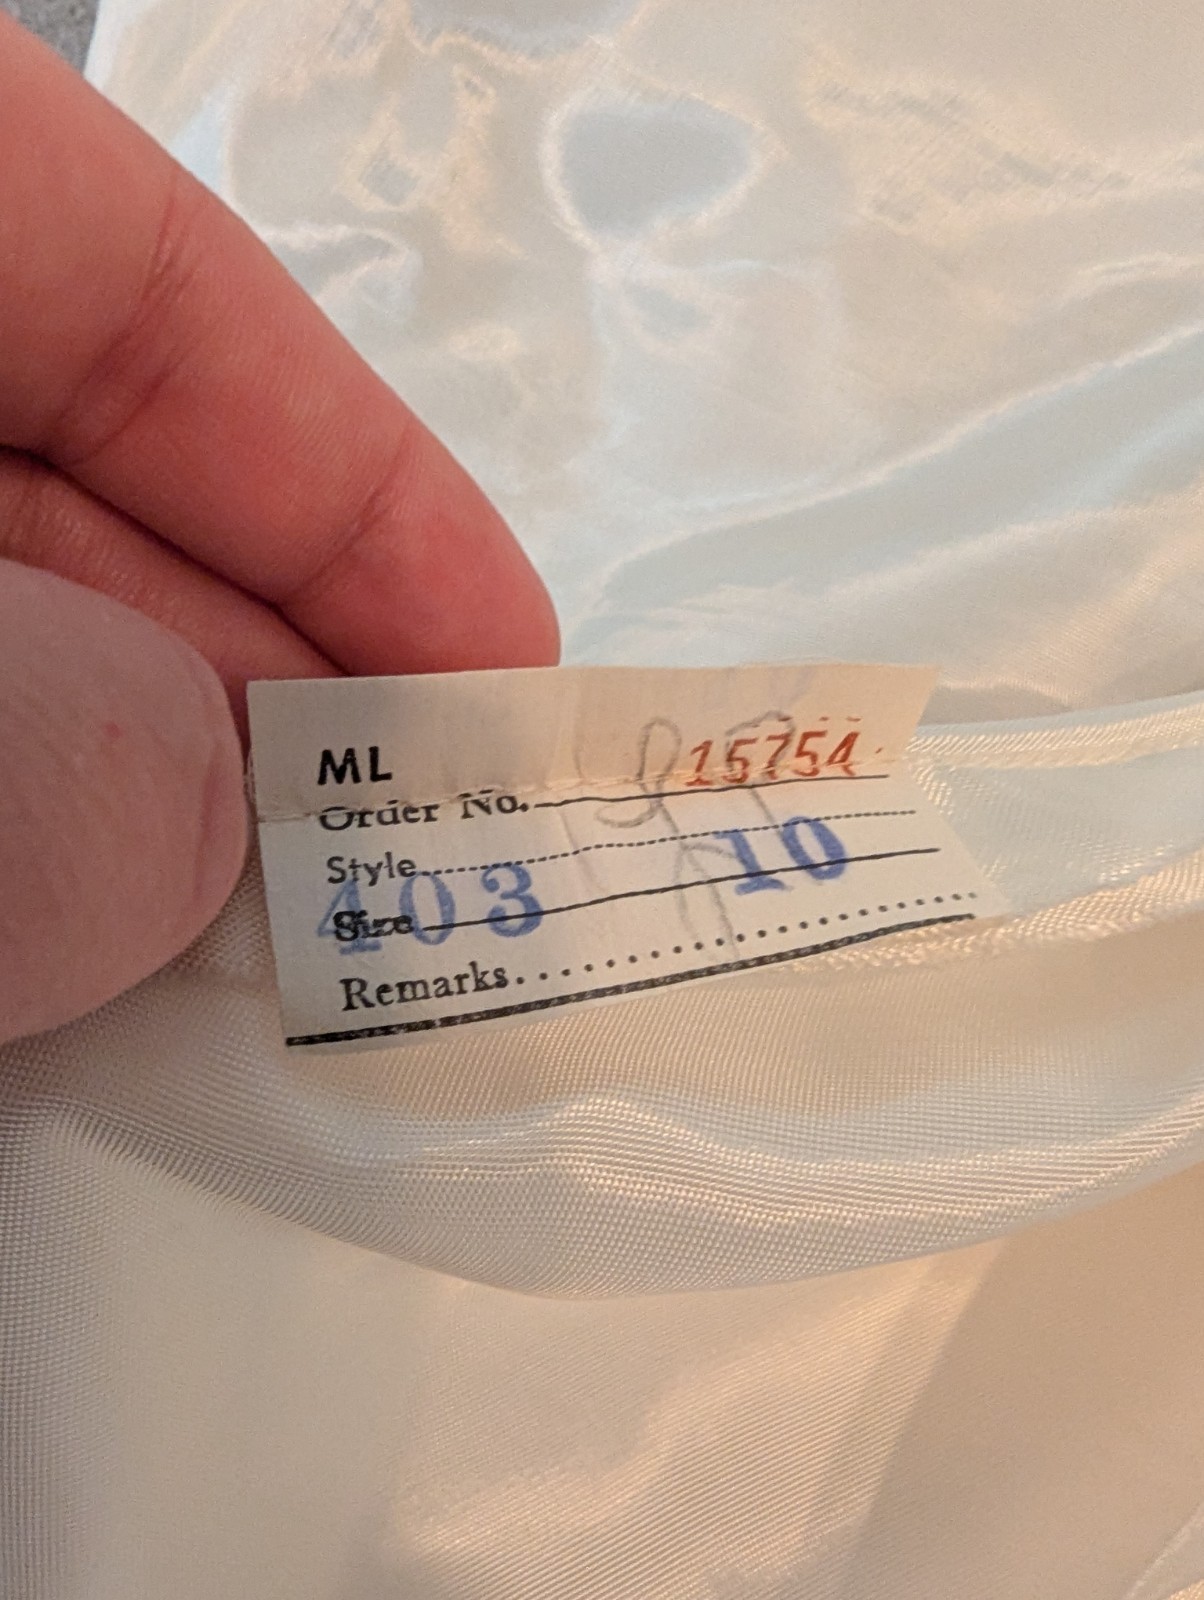 ML
Order No. 15754
Style
403 10
Size
Remarks